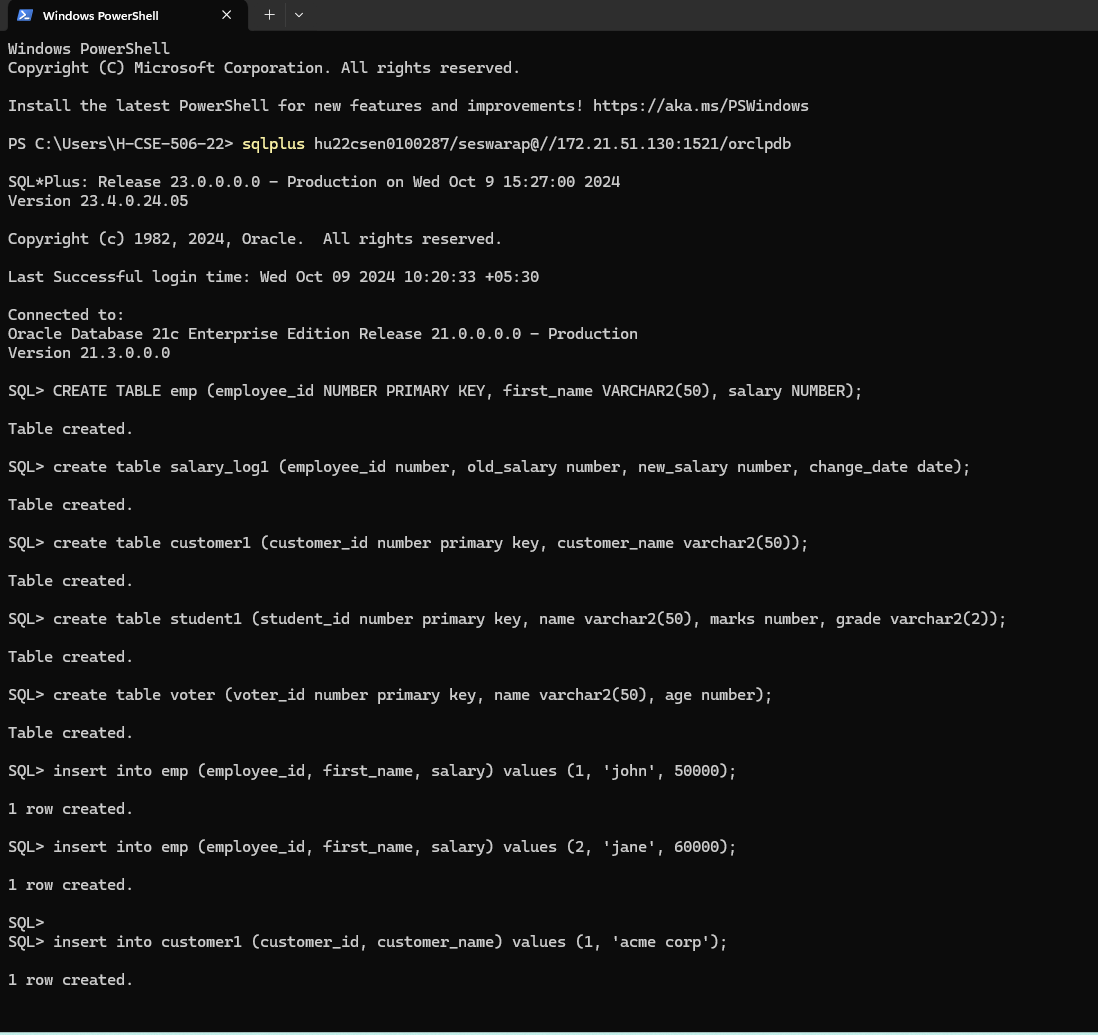 Windows PowerShell
Windows PowerShell
Copyright (C) Microsoft Corporation. All rights reserved.
Install the latest PowerShell for new features and improvements! https://aka.ms/PSWindows
PS C:\Users\H-CSE-506-22> sqlplus hu22csen0100287/seswarap@//172.21.51.130:1521/orclpdb
SQL*Plus: Release 23.0.0.0.0 - Production on Wed Oct 9 15:27:00 2024
Version 23.4.0.24.05
Copyright (c) 1982, 2024, Oracle.  All rights reserved.
Last Successful login time: Wed Oct 09 2024 10:20:33 +05:30
Connected to:
Oracle Database 21c Enterprise Edition Release 21.0.0.0.0 - Production
Version 21.3.0.0.0
SQL> CREATE TABLE emp (employee_id NUMBER PRIMARY KEY, first_name VARCHAR2(50), salary NUMBER);
Table created.
SQL> create table salary_log1 (employee_id number, old_salary number, new_salary number, change_date date);
Table created.
SQL> create table customer1 (customer_id number primary key, customer_name varchar2(50));
Table created.
SQL> create table student1 (student_id number primary key, name varchar2(50), marks number, grade varchar2(2));
Table created.
SQL> create table voter (voter_id number primary key, name varchar2(50), age number);
Table created.
SQL> insert into emp (employee_id, first_name, salary) values (1, 'john', 50000);
1 row created.
SQL> insert into emp (employee_id, first_name, salary) values (2, 'jane', 60000);
1 row created.
SQL>
SQL> insert into customer1 (customer_id, customer_name) values (1, 'acme corp');
1 row created.